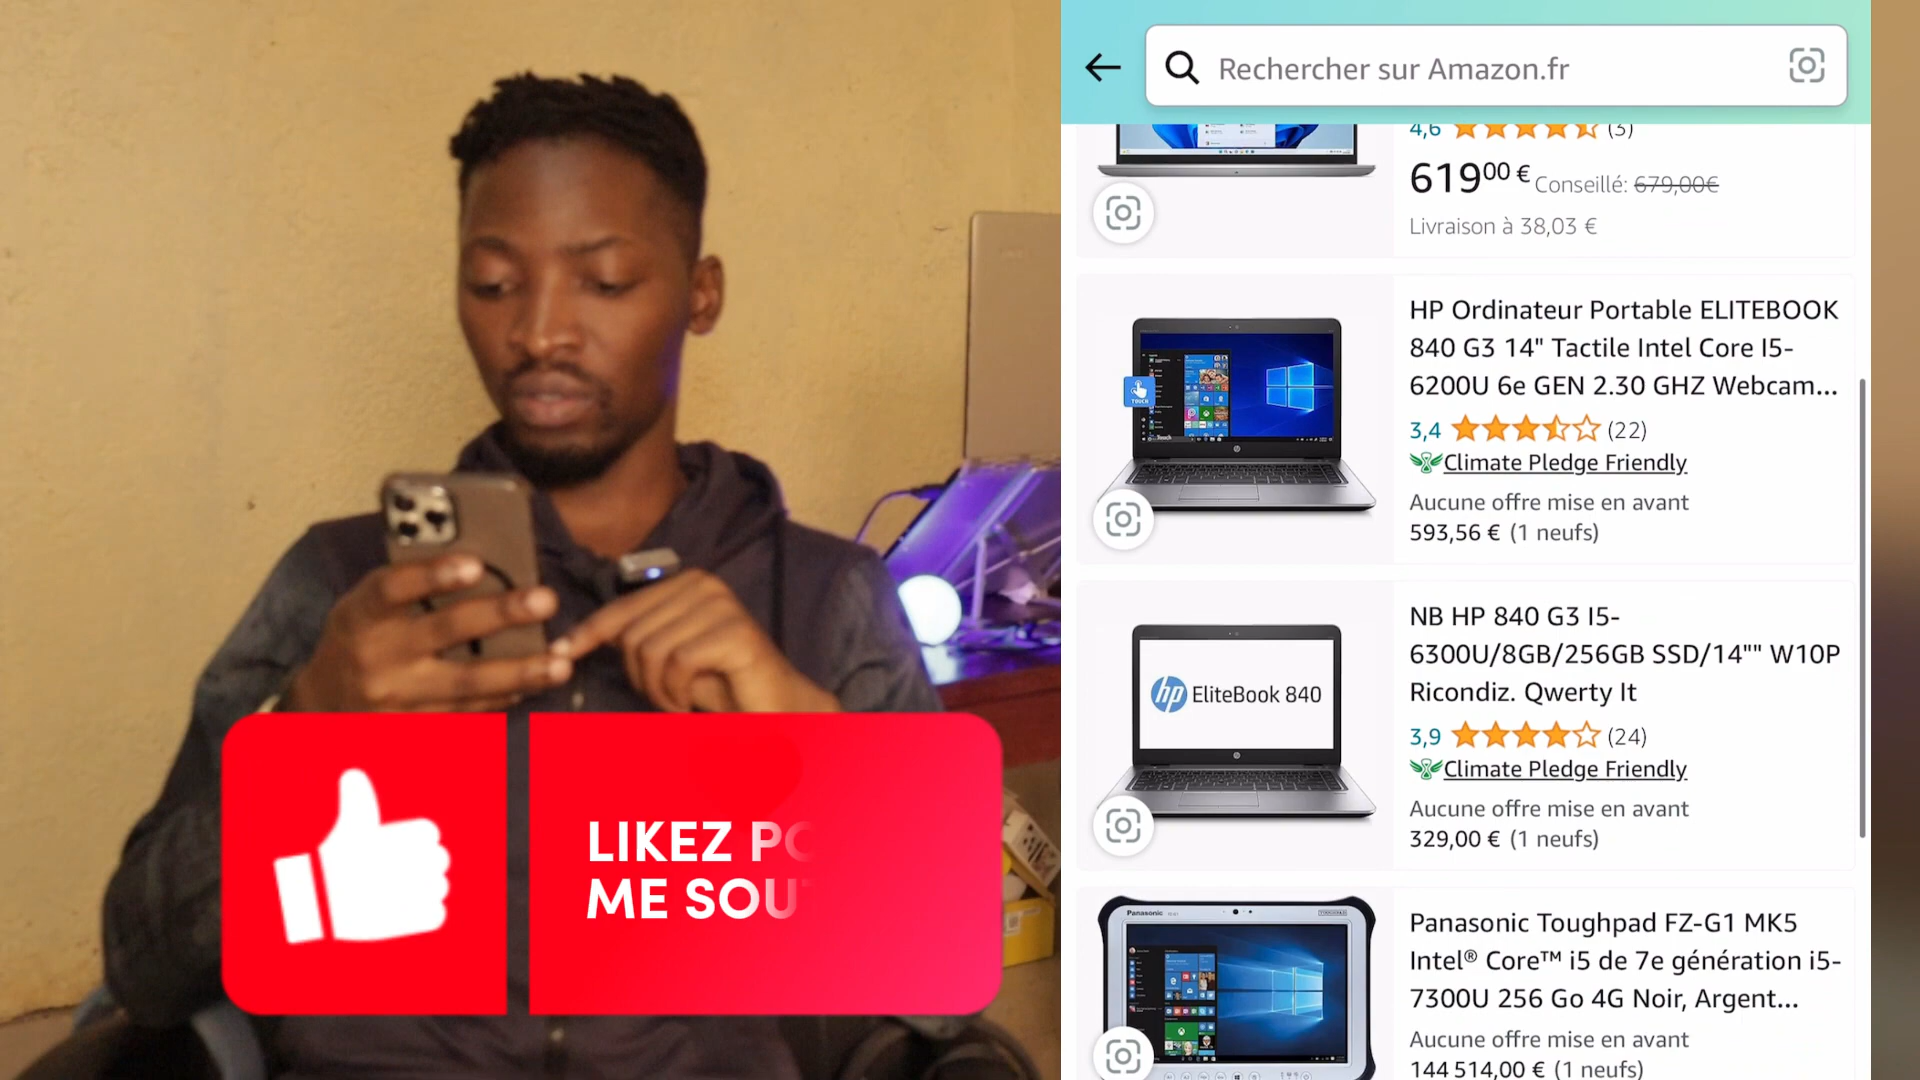 LIKEZ PO
ME SOU
Rechercher sur Amazon.fr
4,6 (3)
619,00 € Conseillé: 679,00€
Livraison à 38,03 €
HP Ordinateur Portable ELITEBOOK
840 G3 14" Tactile Intel Core I5-
6200U 6e GEN 2.30 GHZ Webcam...
3,4 (22)
Climate Pledge Friendly
Aucune offre mise en avant
593,56 € (1 neufs)
TOUCH
NB HP 840 G3 I5-
6300U/8GB/256GB SSD/14"" W10P
Ricondiz. Qwerty It
3,9 (24)
Climate Pledge Friendly
Aucune offre mise en avant
329,00 € (1 neufs)
hp EliteBook 840
Panasonic Toughpad FZ-G1 MK5
Intel® Core™ i5 de 7e génération i5-
7300U 256 Go 4G Noir, Argent...
Aucune offre mise en avant
144 514,00 € (1 neufs)
Panasonic